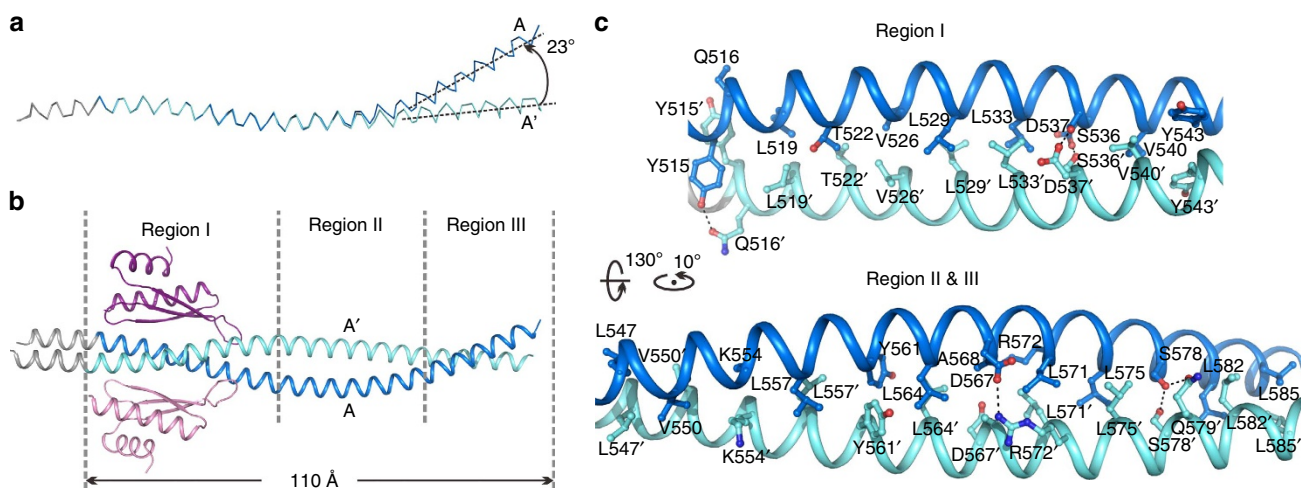 a
A
23°
A'
b
Region I
Region II
Region III
A′
A
110 Å
c
Region I
Q516
Y515′
L519
T522
V526
L529
L533
D537
S536
V540
Y543
Y515
L519′
T522′
V526′
L529′
L533′
D537′
S536′
V540′
Y543′
Q516′
130°
10°
Region II & III
L547
V550′
K554
L557
L557′
Y561
L564
A568
D567
R572
L571
L575
S578
L582
L585
L547′
V550
K554′
Y561′
L564′
D567′
R572′
L571′
L575′
S578′
Q579′
L582′
L585′